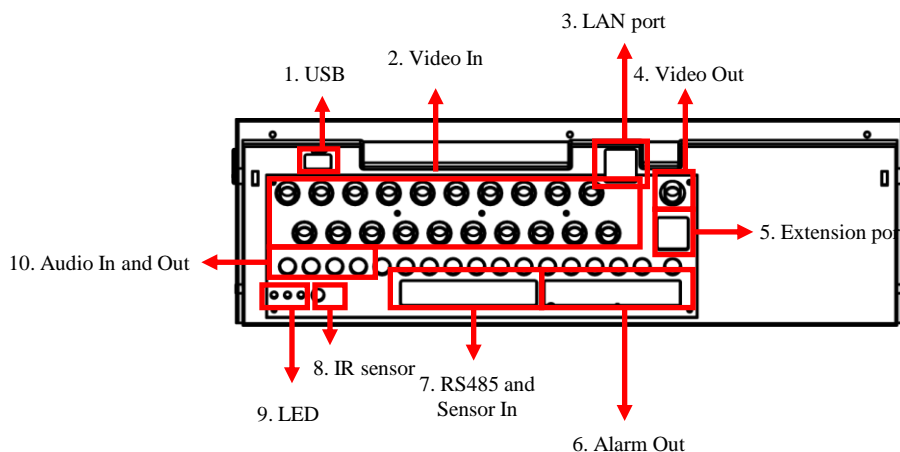 3. LAN port
2. Video In
4. Video Out
1. USB
5. Extension por
10. Audio In and Out
8. IR sensor
7. RS485 and
Sensor In
9. LED
6. Alarm Out